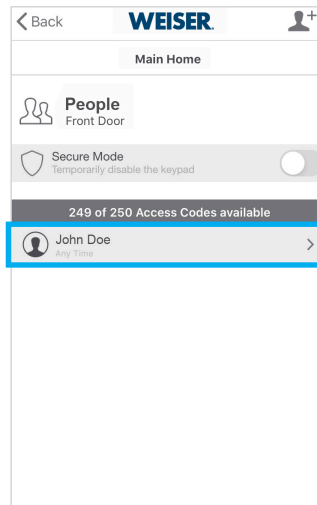 Back
WEISER.
Main Home
People
Front Door
Secure Mode
Temporarily disable the keypad
249 of 250 Access Codes available
John Doe
Any Time